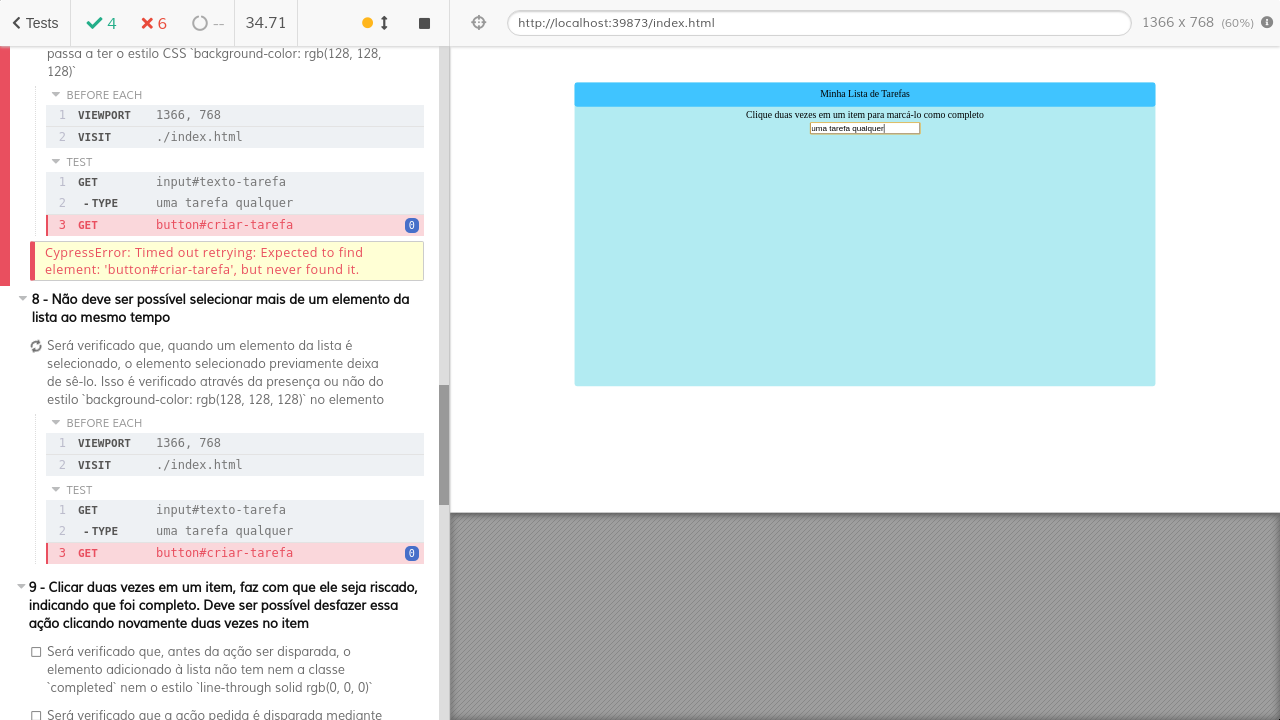 Tests
4
6
--
34.71
http://localhost:39873/index.html
1366 x 768 (60%)
passa a ter o estilo CSS `background-color: rgb(128, 128,
128)`
BEFORE EACH
1 VIEWPORT 1366, 768
2 VISIT ./index.html
TEST
1 GET input#texto-tarefa
2 -TYPE uma tarefa qualquer
3 GET button#criar-tarefa 0
CypressError: Timed out retrying: Expected to find
element: 'button#criar-tarefa', but never found it.
8 - Não deve ser possível selecionar mais de um elemento da
lista ao mesmo tempo
Será verificado que, quando um elemento da lista é
selecionado, o elemento selecionado previamente deixa
de sê-lo. Isso é verificado através da presença ou não do
estilo `background-color: rgb(128, 128, 128)` no elemento
BEFORE EACH
1 VIEWPORT 1366, 768
2 VISIT ./index.html
TEST
1 GET input#texto-tarefa
2 -TYPE uma tarefa qualquer
3 GET button#criar-tarefa 0
9 - Clicar duas vezes em um item, faz com que ele seja riscado,
indicando que foi completo. Deve ser possível desfazer essa
ação clicando novamente duas vezes no item
Será verificado que, antes da ação ser disparada, o
elemento adicionado à lista não tem nem a classe
`completed` nem o estilo `line-through solid rgb(0, 0, 0)`
Será verificado que a ação pedida é disparada mediante
Minha Lista de Tarefas
Clique duas vezes em um item para marcá-lo como completo
uma tarefa qualquer